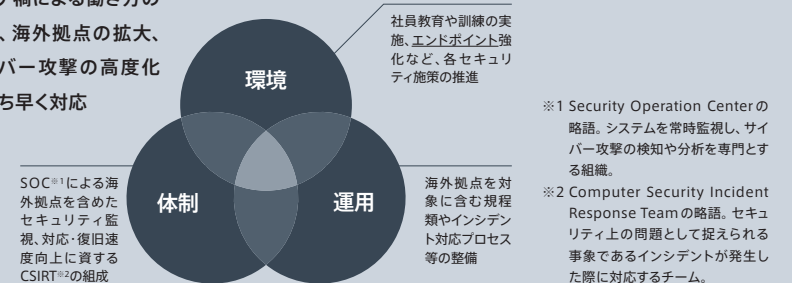 禍による働き方の
、海外拠点の拡大、
バー攻撃の高度化
ち早く対応
社員教育や訓練の実
施、エンドポイント強
化など、各セキュリ
ティ施策の推進
環境
体制
運用
SOC※1による海
外拠点を含めた
セキュリティ監
視、対応・復旧速
度向上に資する
CSIRT※2の組成
海外拠点を対
象に含む規程
類やインシデン
ト対応プロセス
等の整備
※1 Security Operation Centerの
略語。システムを常時監視し、サイ
バー攻撃の検知や分析を専門とす
る組織。
※2 Computer Security Incident
Response Teamの略語。セキュ
リティ上の問題として捉えられる
事象であるインシデントが発生し
た際に対応するチーム。